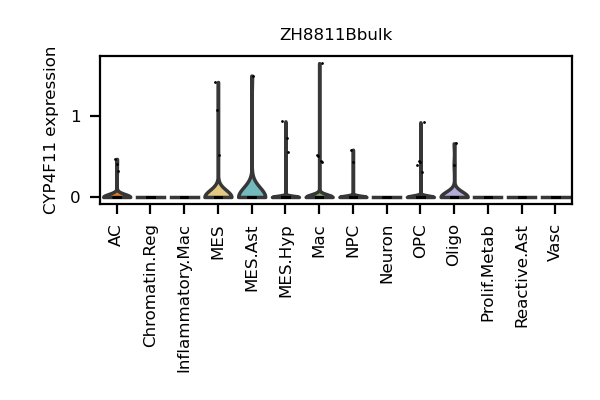 ZH8811Bbulk
CYP4F11 expression
1
0
AC
Chromatin.Reg
Inflammatory.Mac
MES
MES.Ast
MES.Hyp
Mac
NPC
Neuron
OPC
Oligo
Prolif.Metab
Reactive.Ast
Vasc